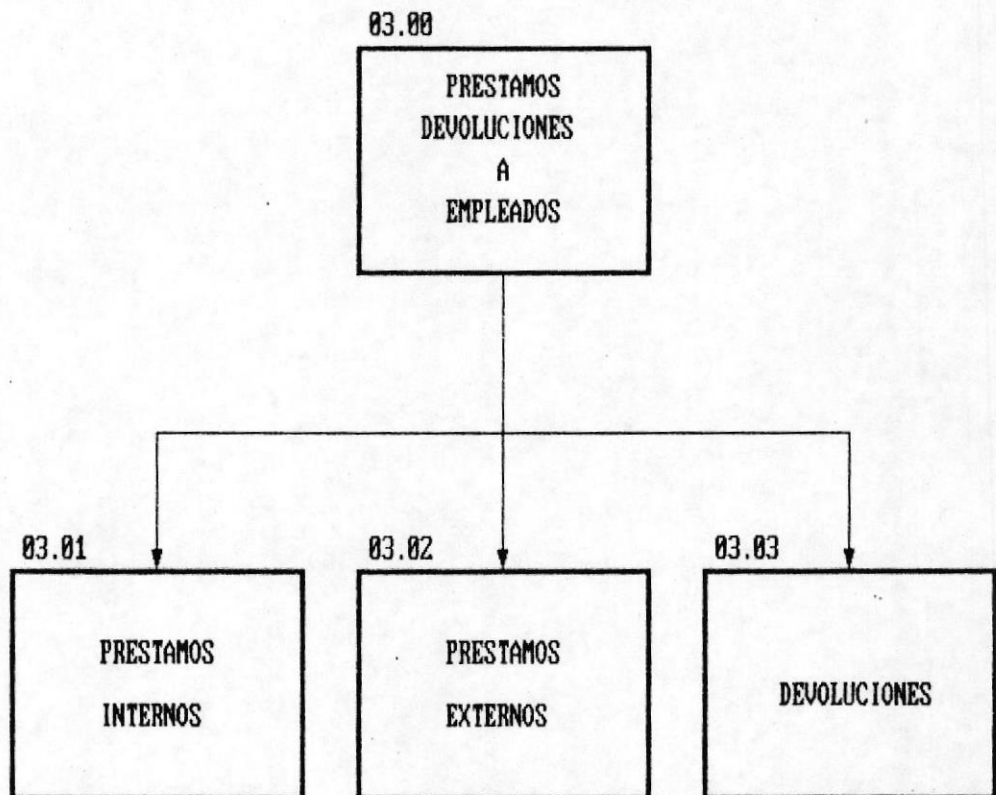 03.00
PRESTAMOS
DEVOLUCIONES
A
EMPLEADOS
03.01
PRESTAMOS
INTERNOS
03.02
PRESTAMOS
EXTERNOS
03.03
DEVOLUCIONES